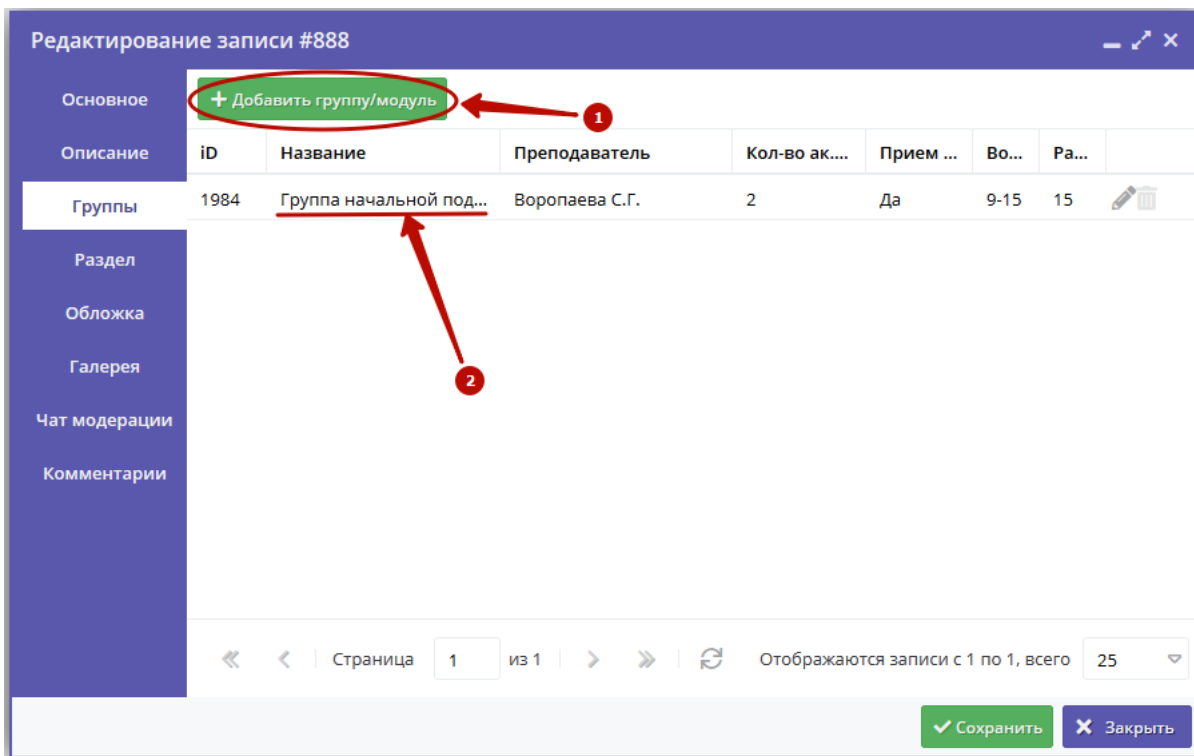 Редактирование записи #888
Основное
Добавить группу/модуль
1
Описание
iD Название Преподаватель Кол-во ак.... Прием ... Во... Ра...
Группы
1984 Группа начальной под... Воропаева С.Г. 2 Да 9-15 15
Раздел
Обложка
Галерея
2
Чат модерации
Комментарии
Страница 1 из 1 Отображаются записи с 1 по 1, всего 25
Сохранить Закрыть